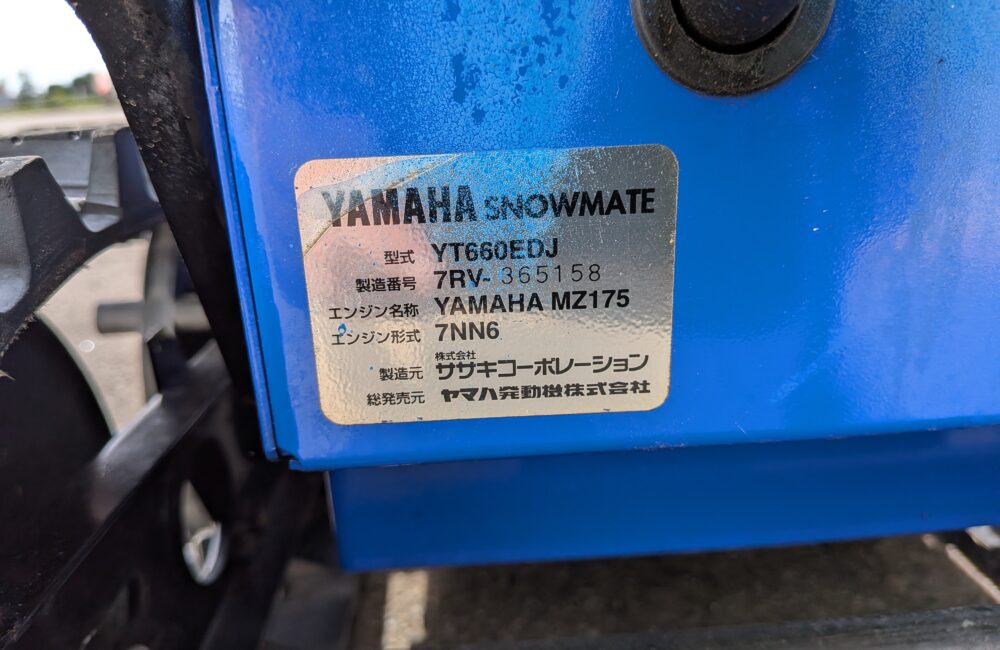 YAMAHA SNOWMATE
型式 YT660EDJ
製造番号 7RV-365158
エンジン名称 YAMAHA MZ175
エンジン形式 7NN6
製造元 株式会社 ササキコーポレーション
総発売元 ヤマハ発動機株式会社